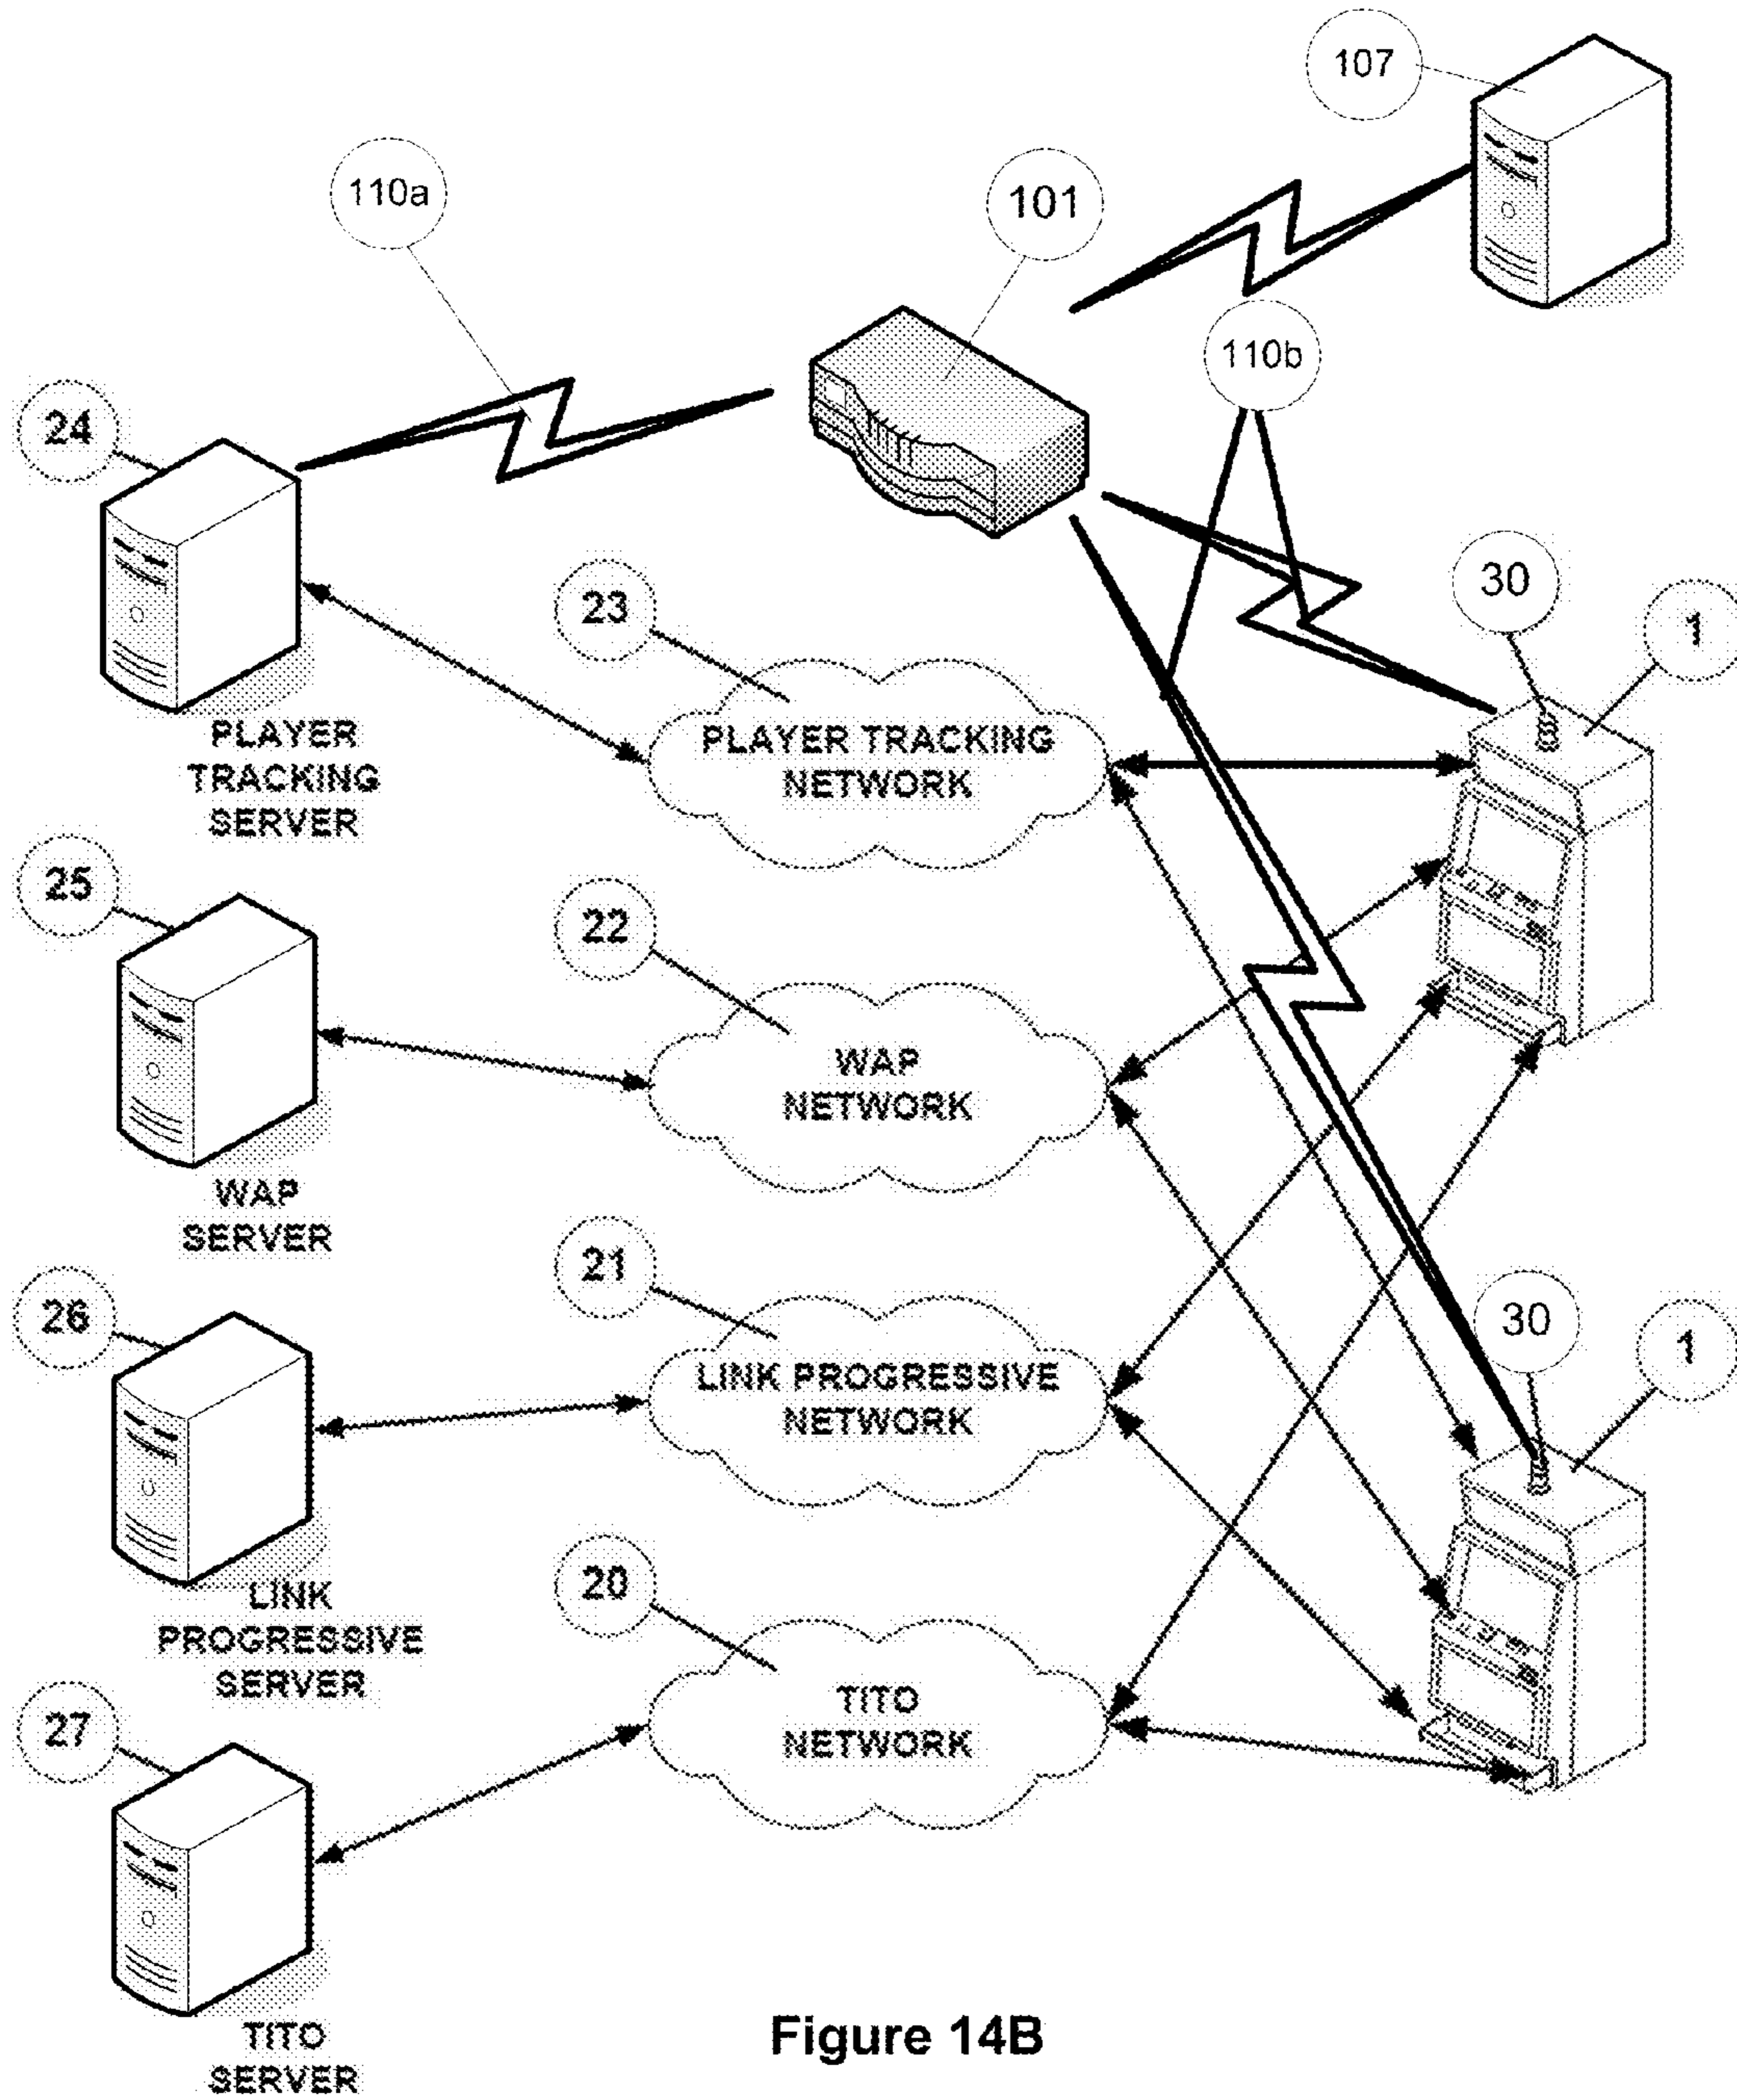 107
110a
101
110b
24
23
30
1
PLAYER
TRACKING
SERVER
PLAYER TRACKING
NETWORK
25
22
WAP
NETWORK
WAP
SERVER
21
26
30
1
LINK PROGRESSIVE
NETWORK
20
LINK
PROGRESSIVE
SERVER
27
TITO
NETWORK
TITO
SERVER
Figure 14B